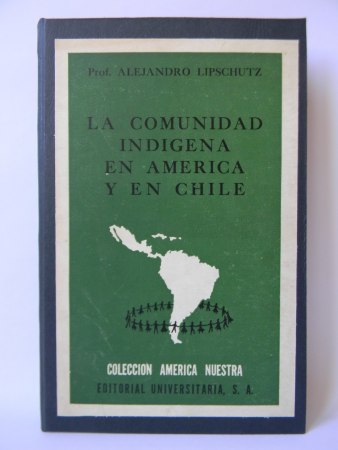 Prof. ALEJANDRO LIPSCHUTZ
LA COMUNIDAD
INDIGENA
EN AMERICA
Y EN CHILE
COLECCION AMERICA NUESTRA
EDITORIAL UNIVERSITARIA, S. A.